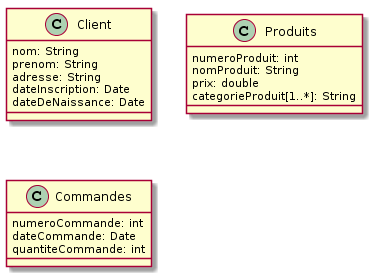 C Client
nom: String
prenom: String
adresse: String
dateInscription: Date
dateDeNaissance: Date
C Produits
numeroProduit: int
nomProduit: String
prix: double
categorieProduit[1..*]: String
C Commandes
numeroCommande: int
dateCommande: Date
quantiteCommande: int